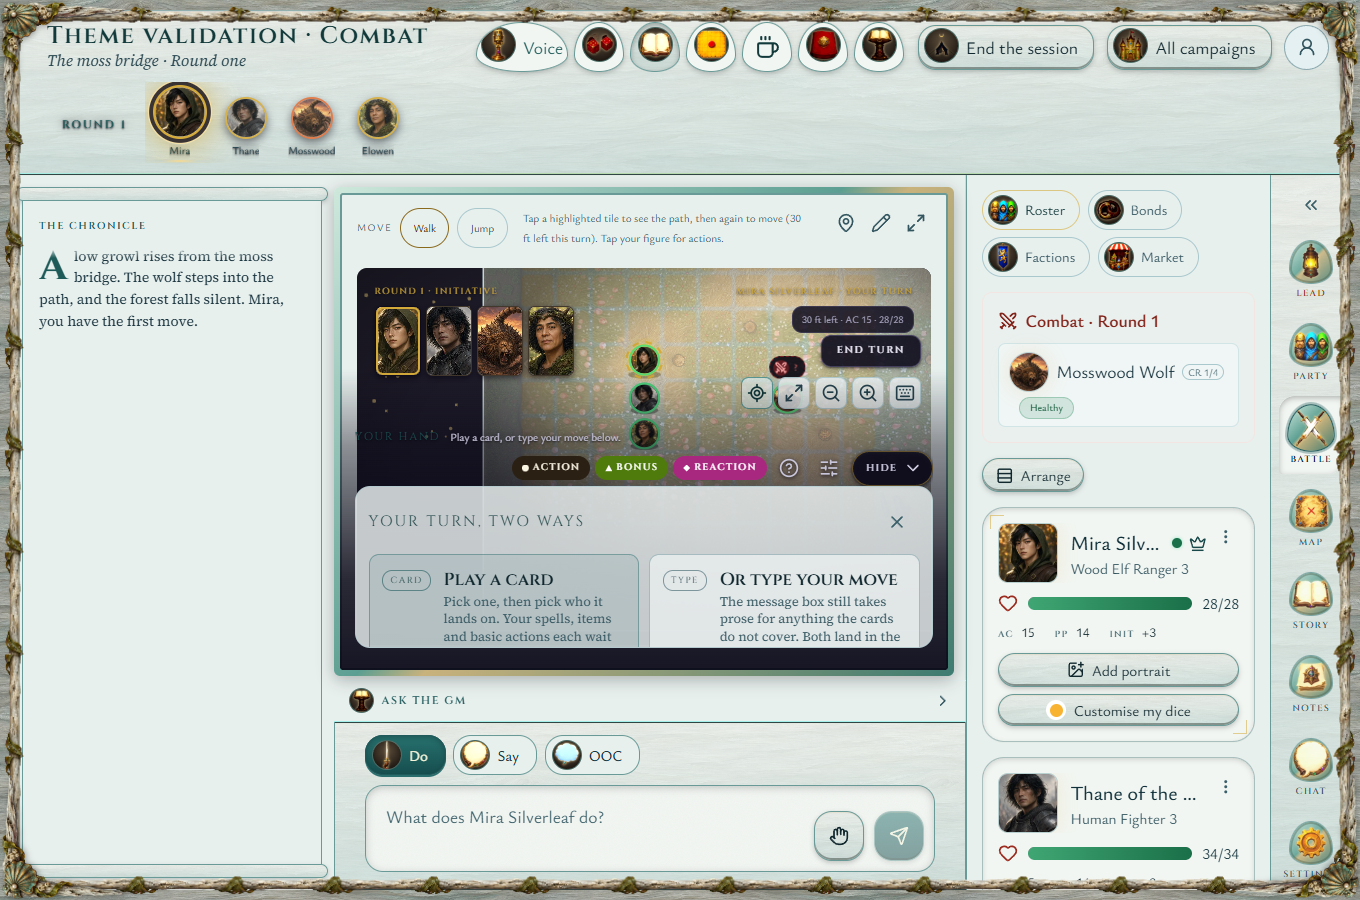 Theme validation · Combat
The moss bridge · Round one
Voice
End the session
All campaigns
ROUND 1
Mira
Thane
Mosswood
Elowen
THE CHRONICLE
A low growl rises from the moss
bridge. The wolf steps into the
path, and the forest falls silent. Mira,
you have the first move.
MOVE
Walk
Jump
Tap a highlighted tile to see the path, then again to move (30
ft left this turn). Tap your figure for actions.
ROUND 1 · INITIATIVE
MIRA SILVERLEAF · YOUR TURN
30 ft left · AC 15 · 28/28
END TURN
YOUR HAND · Play a card, or type your move below.
ACTION
BONUS
REACTION
HIDE
YOUR TURN, TWO WAYS
CARD
PLAY A CARD
Pick one, then pick who it
lands on. Your spells, items
and basic actions each wait
TYPE
OR TYPE YOUR MOVE
The message box still takes
prose for anything the cards
do not cover. Both land in the
ASK THE GM
Do
Say
OOC
What does Mira Silverleaf do?
Roster
Bonds
Factions
Market
Combat · Round 1
Mosswood Wolf
CR 1/4
Healthy
Arrange
Mira Silv...
Wood Elf Ranger 3
28/28
AC 15 PP 14 INIT +3
Add portrait
Customise my dice
Thane of the ...
Human Fighter 3
34/34
LEAD
PARTY
BATTLE
MAP
STORY
NOTES
CHAT